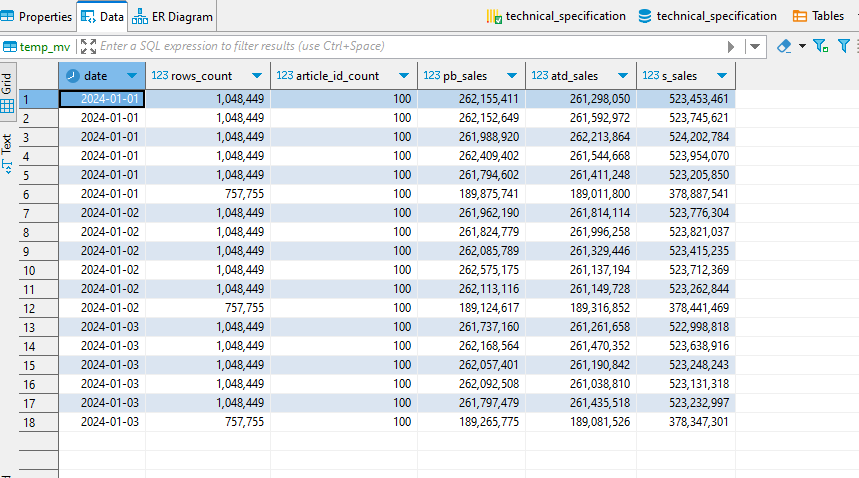 Properties Data ER Diagram technical_specification technical_specification Tables
temp_mv Enter a SQL expression to filter results (use Ctrl+Space)
Grid
Text
date 123 rows_count 123 article_id_count 123 pb_sales 123 atd_sales 123 s_sales
1 2024-01-01 1,048,449 100 262,155,411 261,298,050 523,453,461
2 2024-01-01 1,048,449 100 262,152,649 261,592,972 523,745,621
3 2024-01-01 1,048,449 100 261,988,920 262,213,864 524,202,784
4 2024-01-01 1,048,449 100 262,409,402 261,544,668 523,954,070
5 2024-01-01 1,048,449 100 261,794,602 261,411,248 523,205,850
6 2024-01-01 757,755 100 189,875,741 189,011,800 378,887,541
7 2024-01-02 1,048,449 100 261,962,190 261,814,114 523,776,304
8 2024-01-02 1,048,449 100 261,824,779 261,996,258 523,821,037
9 2024-01-02 1,048,449 100 262,085,789 261,329,446 523,415,235
10 2024-01-02 1,048,449 100 262,575,175 261,137,194 523,712,369
11 2024-01-02 1,048,449 100 262,113,116 261,149,728 523,262,844
12 2024-01-02 757,755 100 189,124,617 189,316,852 378,441,469
13 2024-01-03 1,048,449 100 261,737,160 261,261,658 522,998,818
14 2024-01-03 1,048,449 100 262,168,564 261,470,352 523,638,916
15 2024-01-03 1,048,449 100 262,057,401 261,190,842 523,248,243
16 2024-01-03 1,048,449 100 262,092,508 261,038,810 523,131,318
17 2024-01-03 1,048,449 100 261,797,479 261,435,518 523,232,997
18 2024-01-03 757,755 100 189,265,775 189,081,526 378,347,301